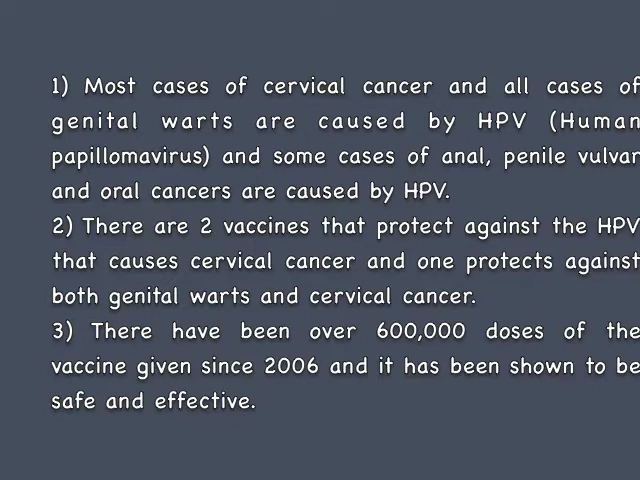 1) Most cases of cervical cancer and all cases of
genital warts are caused by HPV (Human
papillomavirus) and some cases of anal, penile vulvar
and oral cancers are caused by HPV.
2) There are 2 vaccines that protect against the HPV
that causes cervical cancer and one protects against
both genital warts and cervical cancer.
3) There have been over 600,000 doses of the
vaccine given since 2006 and it has been shown to be
safe and effective.